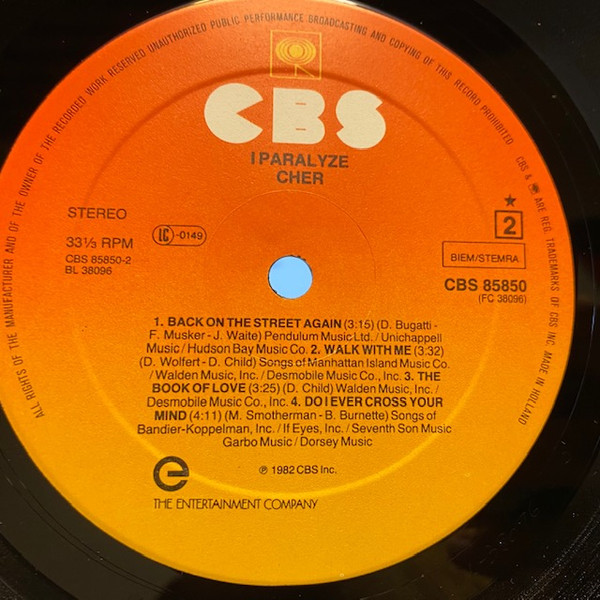 ALL RIGHTS OF THE MANUFACTURER AND OF THE OWNER OF THE RECORDED WORK RESERVED UNAUTHORIZED PUBLIC PERFORMANCE BROADCASTING AND COPYING OF THIS RECORD PROHIBITED CBS & ARE REG. TRADEMARKS OF CBS INC. MADE IN HOLLAND
CBS
I PARALYZE
CHER
STEREO
33⅓ RPM
LC-0149
CBS 85850-2
BL 38096
★
2
BIEM/STEMRA
CBS 85850
(FC 38096)
1. BACK ON THE STREET AGAIN (3:15) (D. Bugatti -
F. Musker - J. Waite) Pendulum Music Ltd. / Unichappell
Music / Hudson Bay Music Co. 2. WALK WITH ME (3:32)
(D. Wolfert - D. Child) Songs of Manhattan Island Music Co.
/ Walden Music, Inc. / Desmobile Music Co., Inc. 3. THE
BOOK OF LOVE (3:25) (D. Child) Walden Music, Inc. /
Desmobile Music Co., Inc. 4. DO I EVER CROSS YOUR
MIND (4:11) (M. Smotherman - B. Burnette) Songs of
Bandier-Koppelman, Inc. / If Eyes, Inc. / Seventh Son Music
Garbo Music / Dorsey Music
℗ 1982 CBS Inc.
e
THE ENTERTAINMENT COMPANY